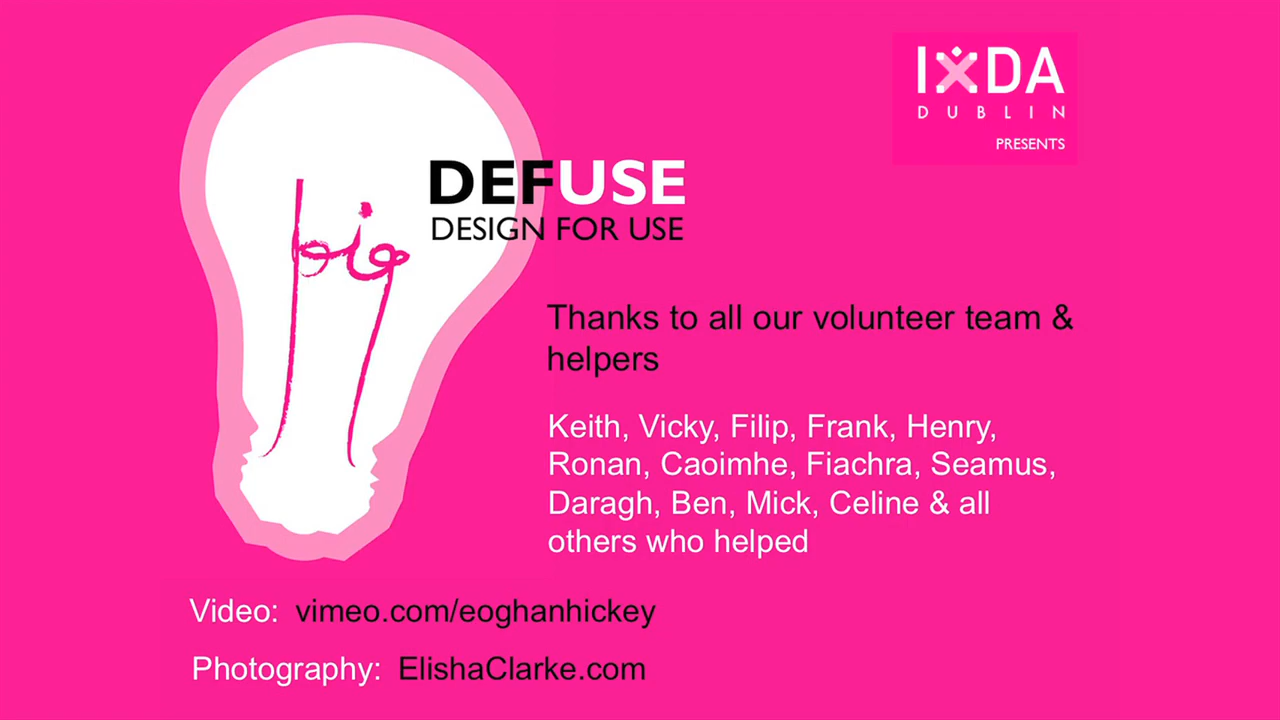 IxDA
DUBLIN
PRESENTS
big
DEFUSE
DESIGN FOR USE
Thanks to all our volunteer team &
helpers
Keith, Vicky, Filip, Frank, Henry,
Ronan, Caoimhe, Fiachra, Seamus,
Daragh, Ben, Mick, Celine & all
others who helped
Video: vimeo.com/eoghanhickey
Photography: ElishaClarke.com